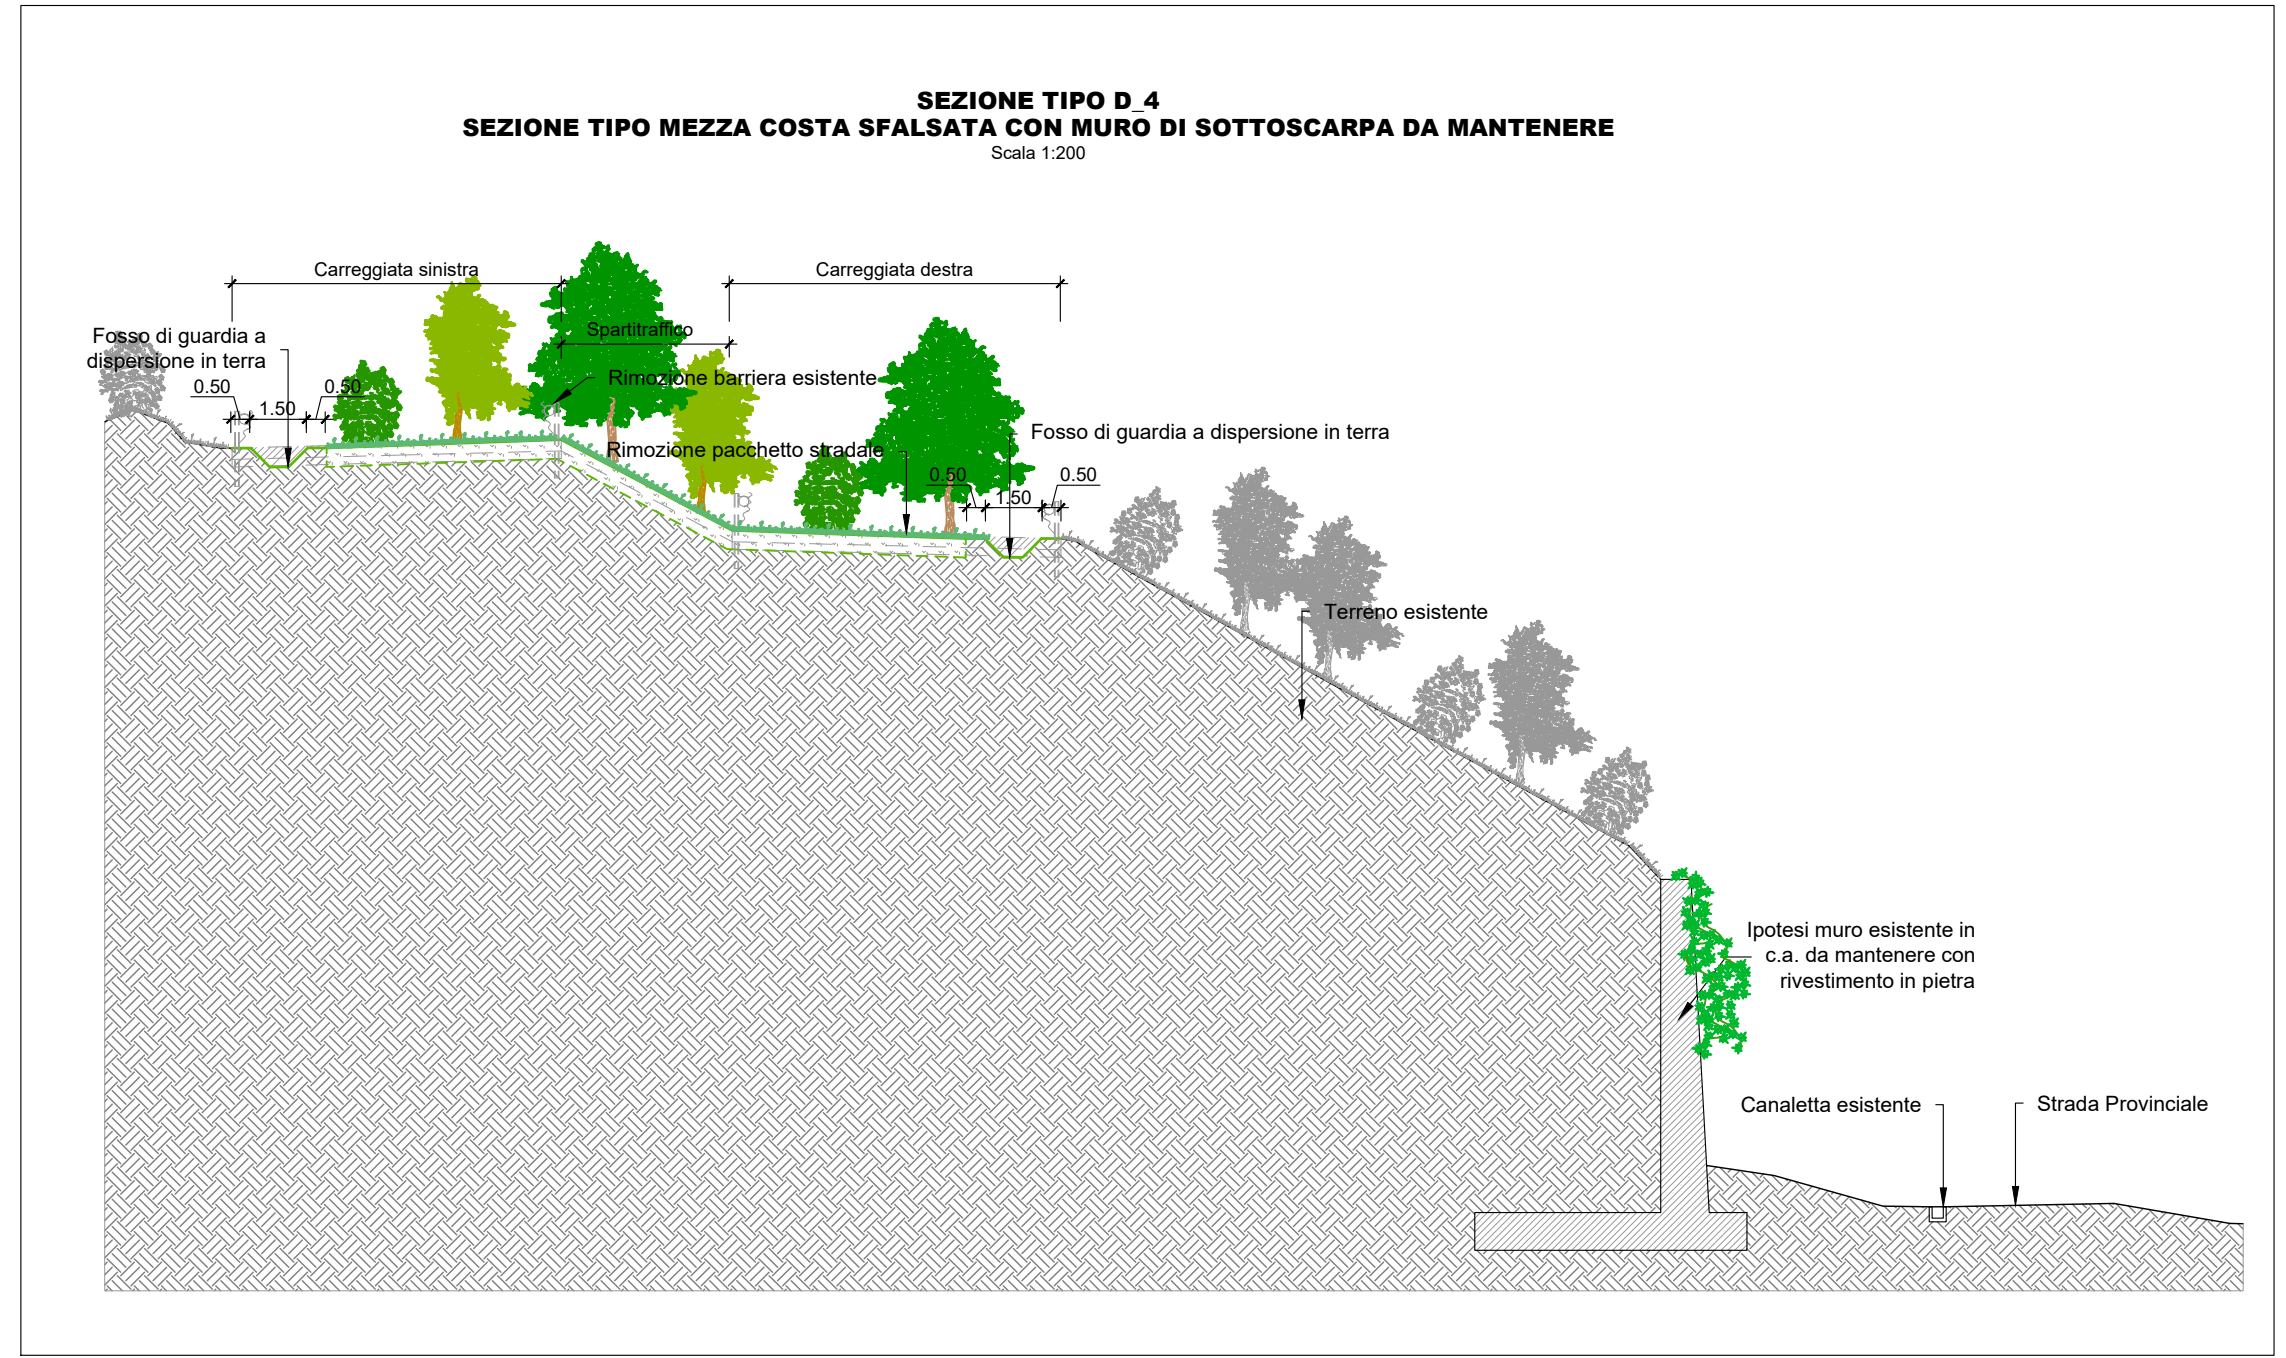 SEZIONE TIPO D_4
SEZIONE TIPO MEZZA COSTA SFALSATA CON MURO DI SOTTOSCARPA DA MANTENERE
Scala 1:200
Carreggiata sinistra
Carreggiata destra
Spartitraffico
Fosso di guardia a
dispersione in terra
0.50
1.50
0.50
Rimozione barriera esistente
Rimozione pacchetto stradale
Fosso di guardia a dispersione in terra
0.50
1.50
0.50
Terreno esistente
Ipotesi muro esistente in
c.a. da mantenere con
rivestimento in pietra
Canaletta esistente
Strada Provinciale